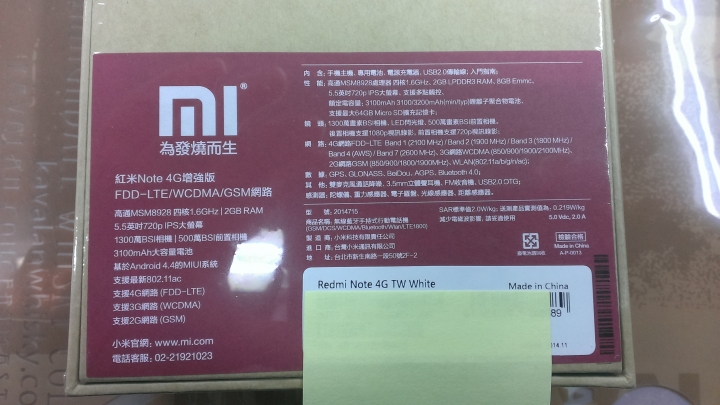 mi®
為發燒而生
紅米Note 4G增強版
FDD-LTE/WCDMA/GSM網路
高通MSM8928 四核1.6GHz | 2GB RAM
5.5英吋720p IPS大螢幕
1300萬BSI相機 | 500萬BSI前置相機
3100mAh大容量電池
基於Android 4.4的MIUI系統
支援最新802.11ac
支援4G網路 (FDD-LTE)
支援3G網路 (WCDMA)
支援2G網路 (GSM)
小米官網: www.mi.com
電話客服: 02-21921023
內 含: 手機主機, 專用電池, 電源充電器, USB2.0傳輸線, 入門指南;
性 能: 高通MSM8928處理器 四核1.6GHz, 2GB LPDDR3 RAM, 8GB Emmc,
5.5英吋720p IPS大螢幕, 支援多點觸控,
額定電容量: 3100mAh 3100/3200mAh(min/typ)鋰離子聚合物電池,
支援最大64GB Micro SD擴充記憶卡;
鏡 頭: 1300萬畫素BSI相機, LED閃光燈, 500萬畫素BSI前置相機,
後置相機支援1080p視訊錄影, 前置相機支援720p視訊錄影;
網 路: 4G網路FDD-LTE Band 1 (2100 MHz) / Band 2 (1900 MHz) / Band 3 (1800 MHz) /
Band 4 (AWS) / Band 7 (2600 MHz), 3G網路WCDMA (850/900/1900/2100MHz),
2G網路GSM (850/900/1800/1900MHz), WLAN(802.11a/b/g/n/ac);
數 據: GPS, GLONASS, BeiDou, AGPS, Bluetooth 4.0;
其 他: 雙麥克風通話降噪, 3.5mm立體聲耳機, FM收音機, USB2.0 OTG;
感測器: 陀螺儀, 重力感應器, 電子羅盤, 光線感應器, 距離感應器.
型 號: 2014715
商品名稱: 無線藍牙手持式行動電話機
(GSM/DCS/WCDMA/Bluetooth/Wlan/LTE1800)
製 造 商: 小米科技有限責任公司
進 口 商: 台灣小米通訊有限公司
地 址: 台北市新生南路一段50號2F-2
SAR標準值2.0W/kg; 送測產品實測值為: 0.219W/kg
減少電磁波影響, 請妥適使用
5.0 Vdc, 2.0 A
廢電池請回收
檢驗合格
Made in China
A-P-0013
Redmi Note 4G TW White
Made in China
89
2014 11